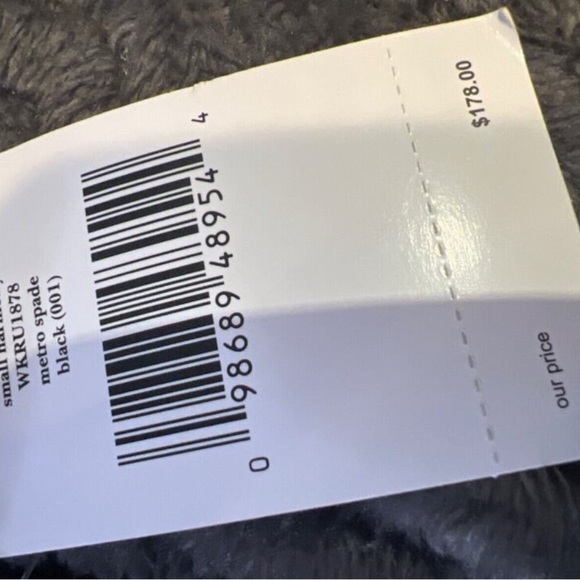 small
WKRU1878
metro spade
black (001)
0 98689 48954 4
our price
$178.00